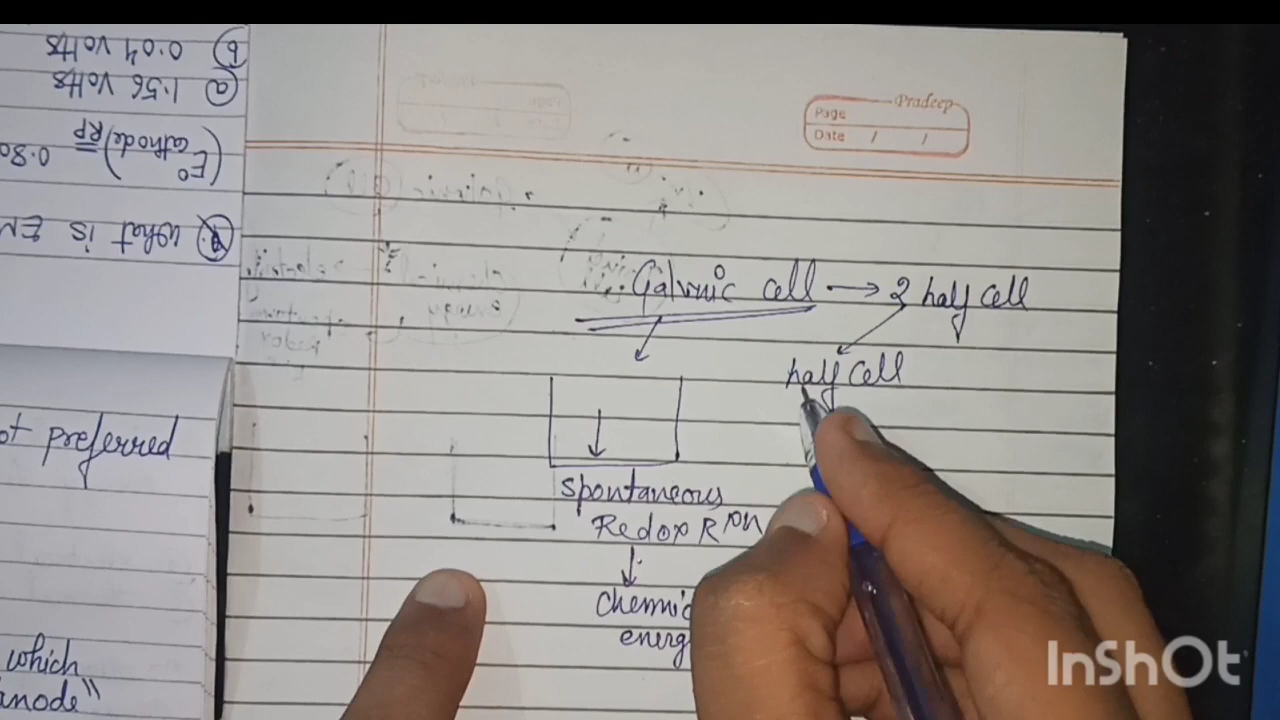 Pradeep
Page
Date / /
Galvanic cell → 2 half cell
half cell
Spontaneous
Redox Rxn
Chemic
energ
b 0.04 volts
a 1.56 volts
(E° cathode)RP = 0.80
Q. What is EM
ot preferred
which
anode"
InShOt